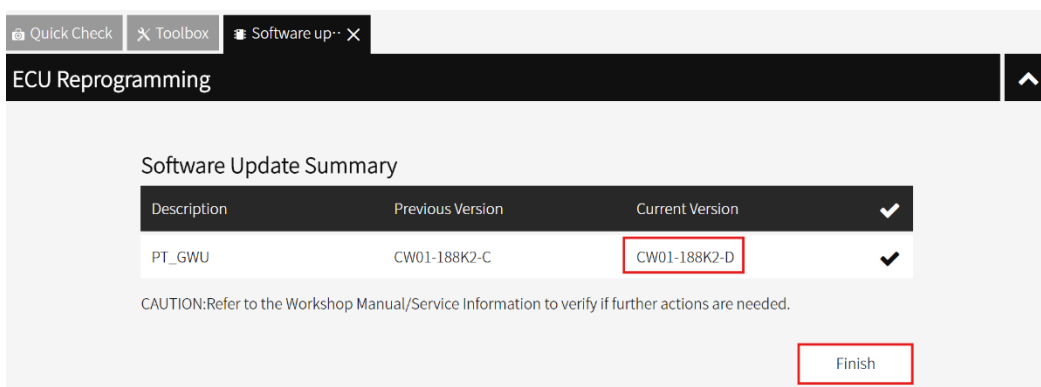 Quick Check Toolbox Software up·· X
ECU Reprogramming
Software Update Summary
Description Previous Version Current Version
PT_GWU CW01-188K2-C CW01-188K2-D
CAUTION:Refer to the Workshop Manual/Service Information to verify if further actions are needed.
Finish